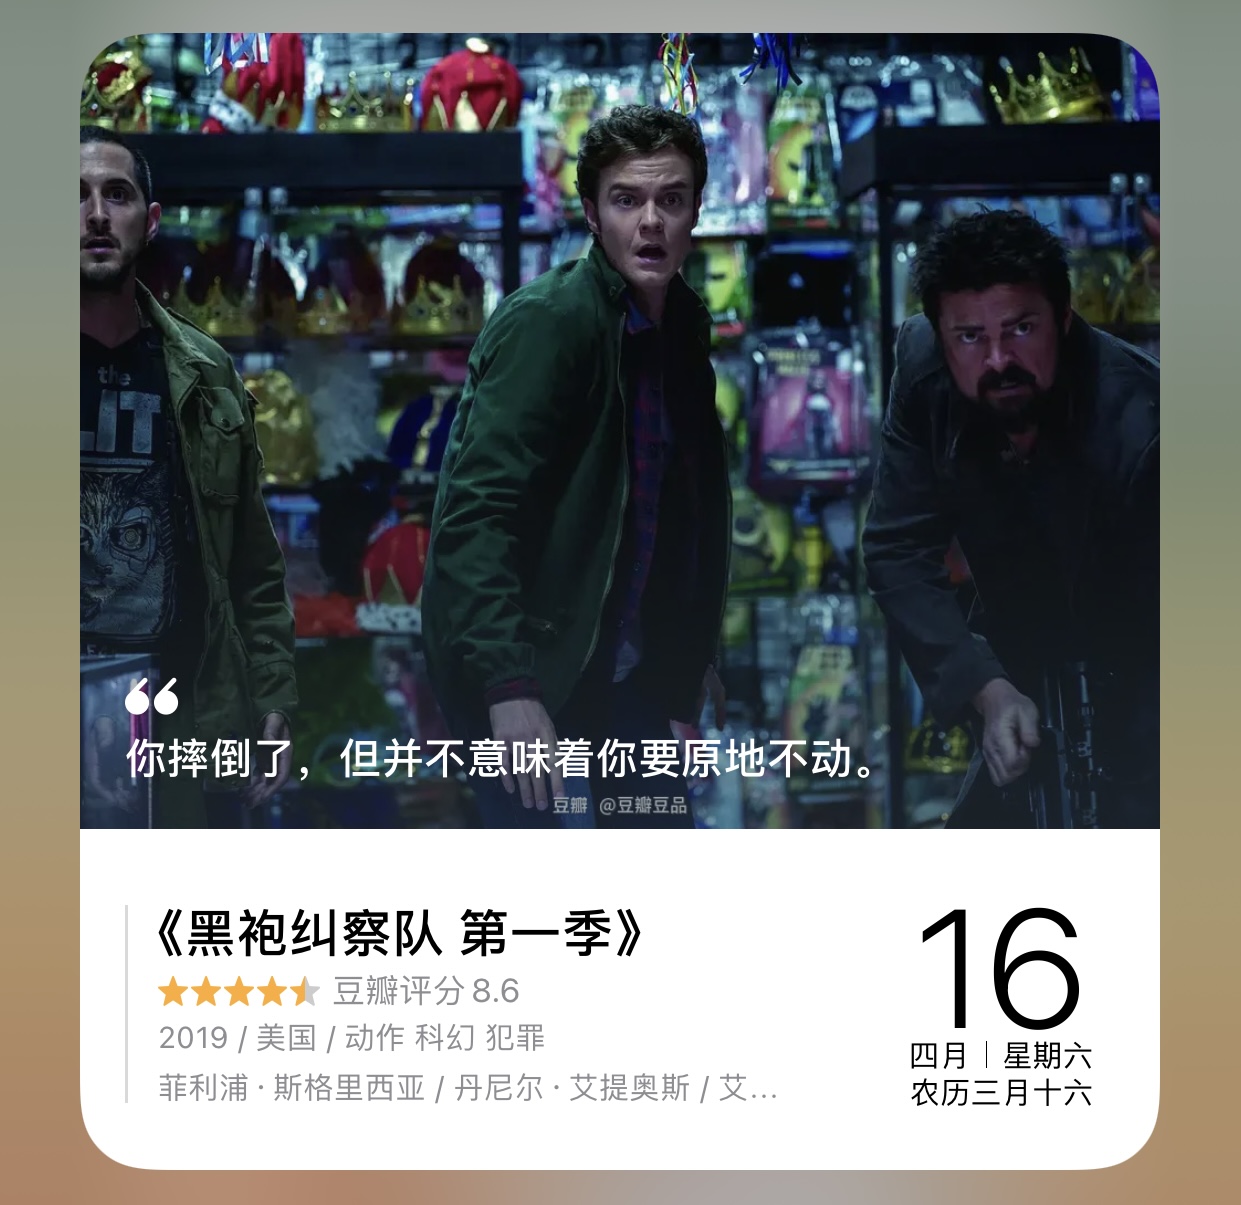 the
LIT
“
你摔倒了，但并不意味着你要原地不动。
豆瓣 @豆瓣豆品
《黑袍纠察队 第一季》
豆瓣评分 8.6
2019 / 美国 / 动作 科幻 犯罪
菲利浦·斯格里西亚 / 丹尼尔·艾提奥斯 / 艾...
16
四月 | 星期六
农历三月十六